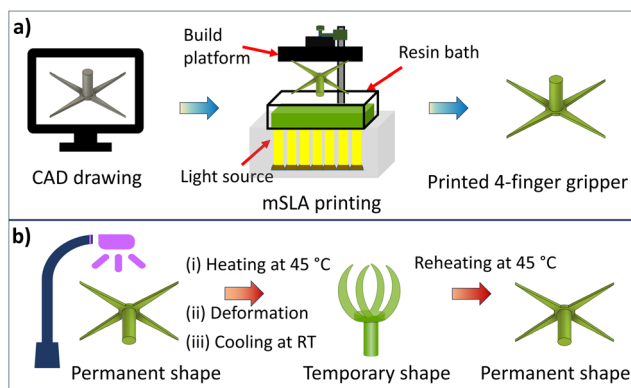 a)
Build
platform
Resin bath
Light source
CAD drawing
mSLA printing
Printed 4-finger gripper
b)
(i) Heating at 45 °C
(ii) Deformation
(iii) Cooling at RT
Reheating at 45 °C
Permanent shape
Temporary shape
Permanent shape